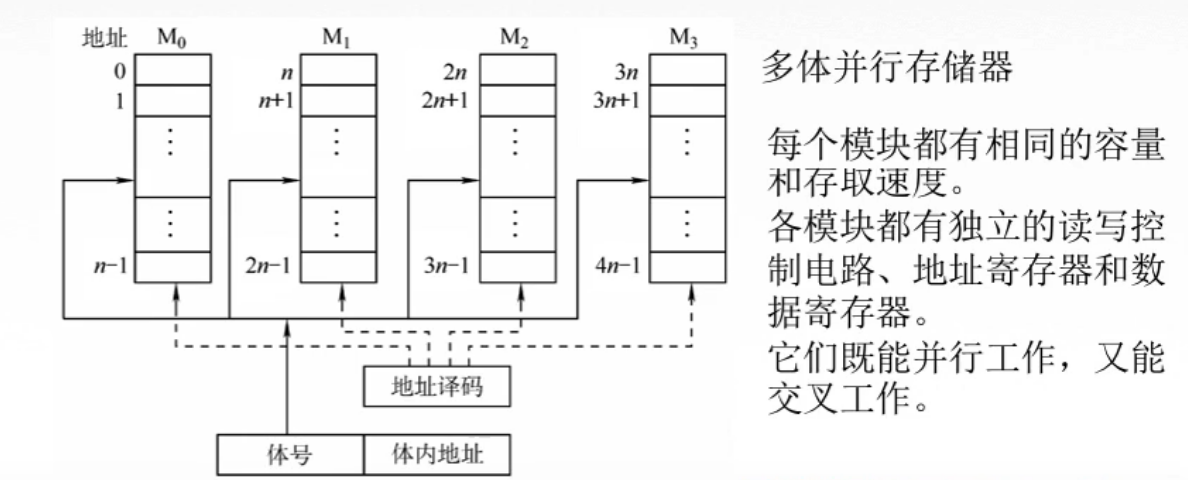 地址 M₀ M₁ M₂ M₃
0 n 2n 3n
1 n+1 2n+1 3n+1
⋮ ⋮ ⋮ ⋮
⋮ ⋮ ⋮ ⋮
n−1 2n−1 3n−1 4n−1
地址译码
体号 体内地址
多体并行存储器
每个模块都有相同的容量
和存取速度。
各模块都有独立的读写控
制电路、地址寄存器和数
据寄存器。
它们既能并行工作，又能
交叉工作。